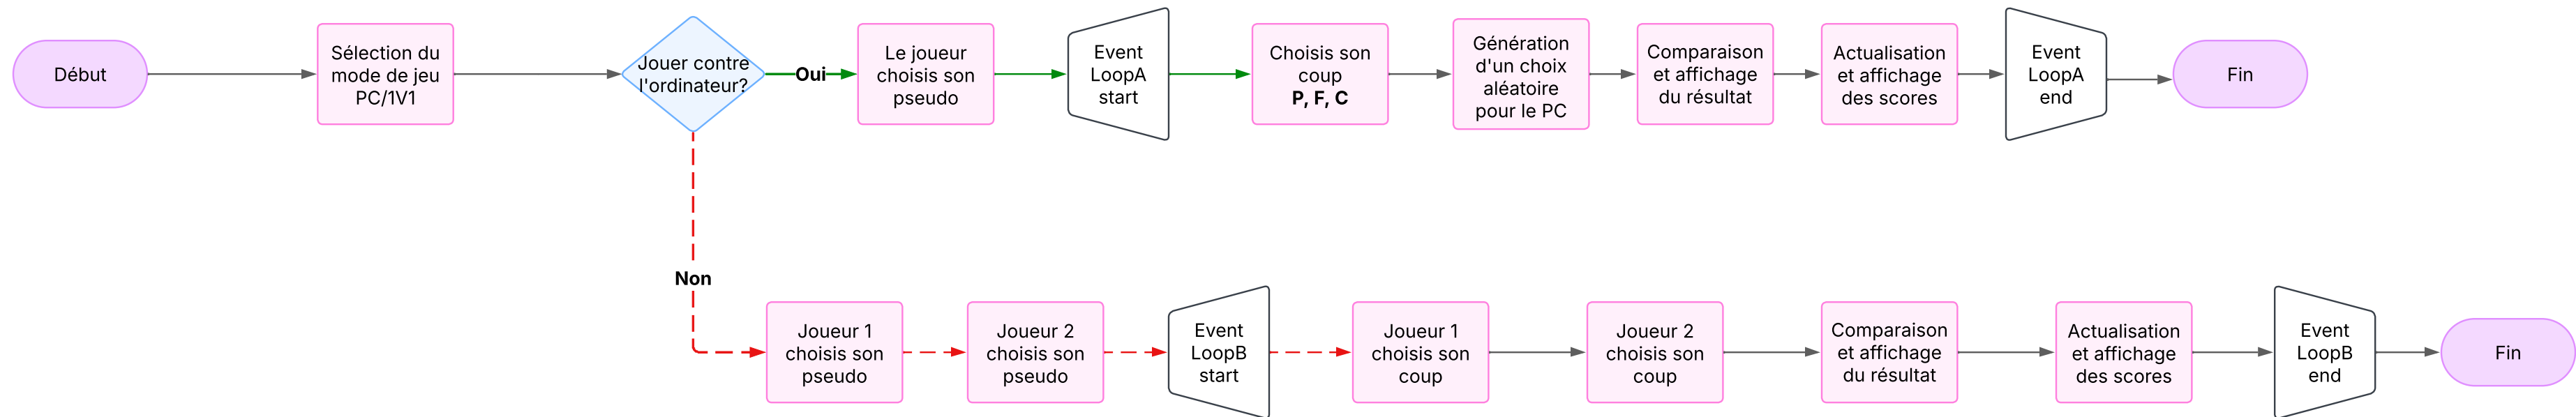 Début
Sélection du
mode de jeu
PC/1V1
Jouer contre
l'ordinateur?
Oui
Le joueur
choisis son
pseudo
Event
LoopA
start
Choisis son
coup
P, F, C
Génération
d'un choix
aléatoire
pour le PC
Comparaison
et affichage
du résultat
Actualisation
et affichage
des scores
Event
LoopA
end
Fin
Non
Joueur 1
choisis son
pseudo
Joueur 2
choisis son
pseudo
Event
LoopB
start
Joueur 1
choisis son
coup
Joueur 2
choisis son
coup
Comparaison
et affichage
du résultat
Actualisation
et affichage
des scores
Event
LoopB
end
Fin